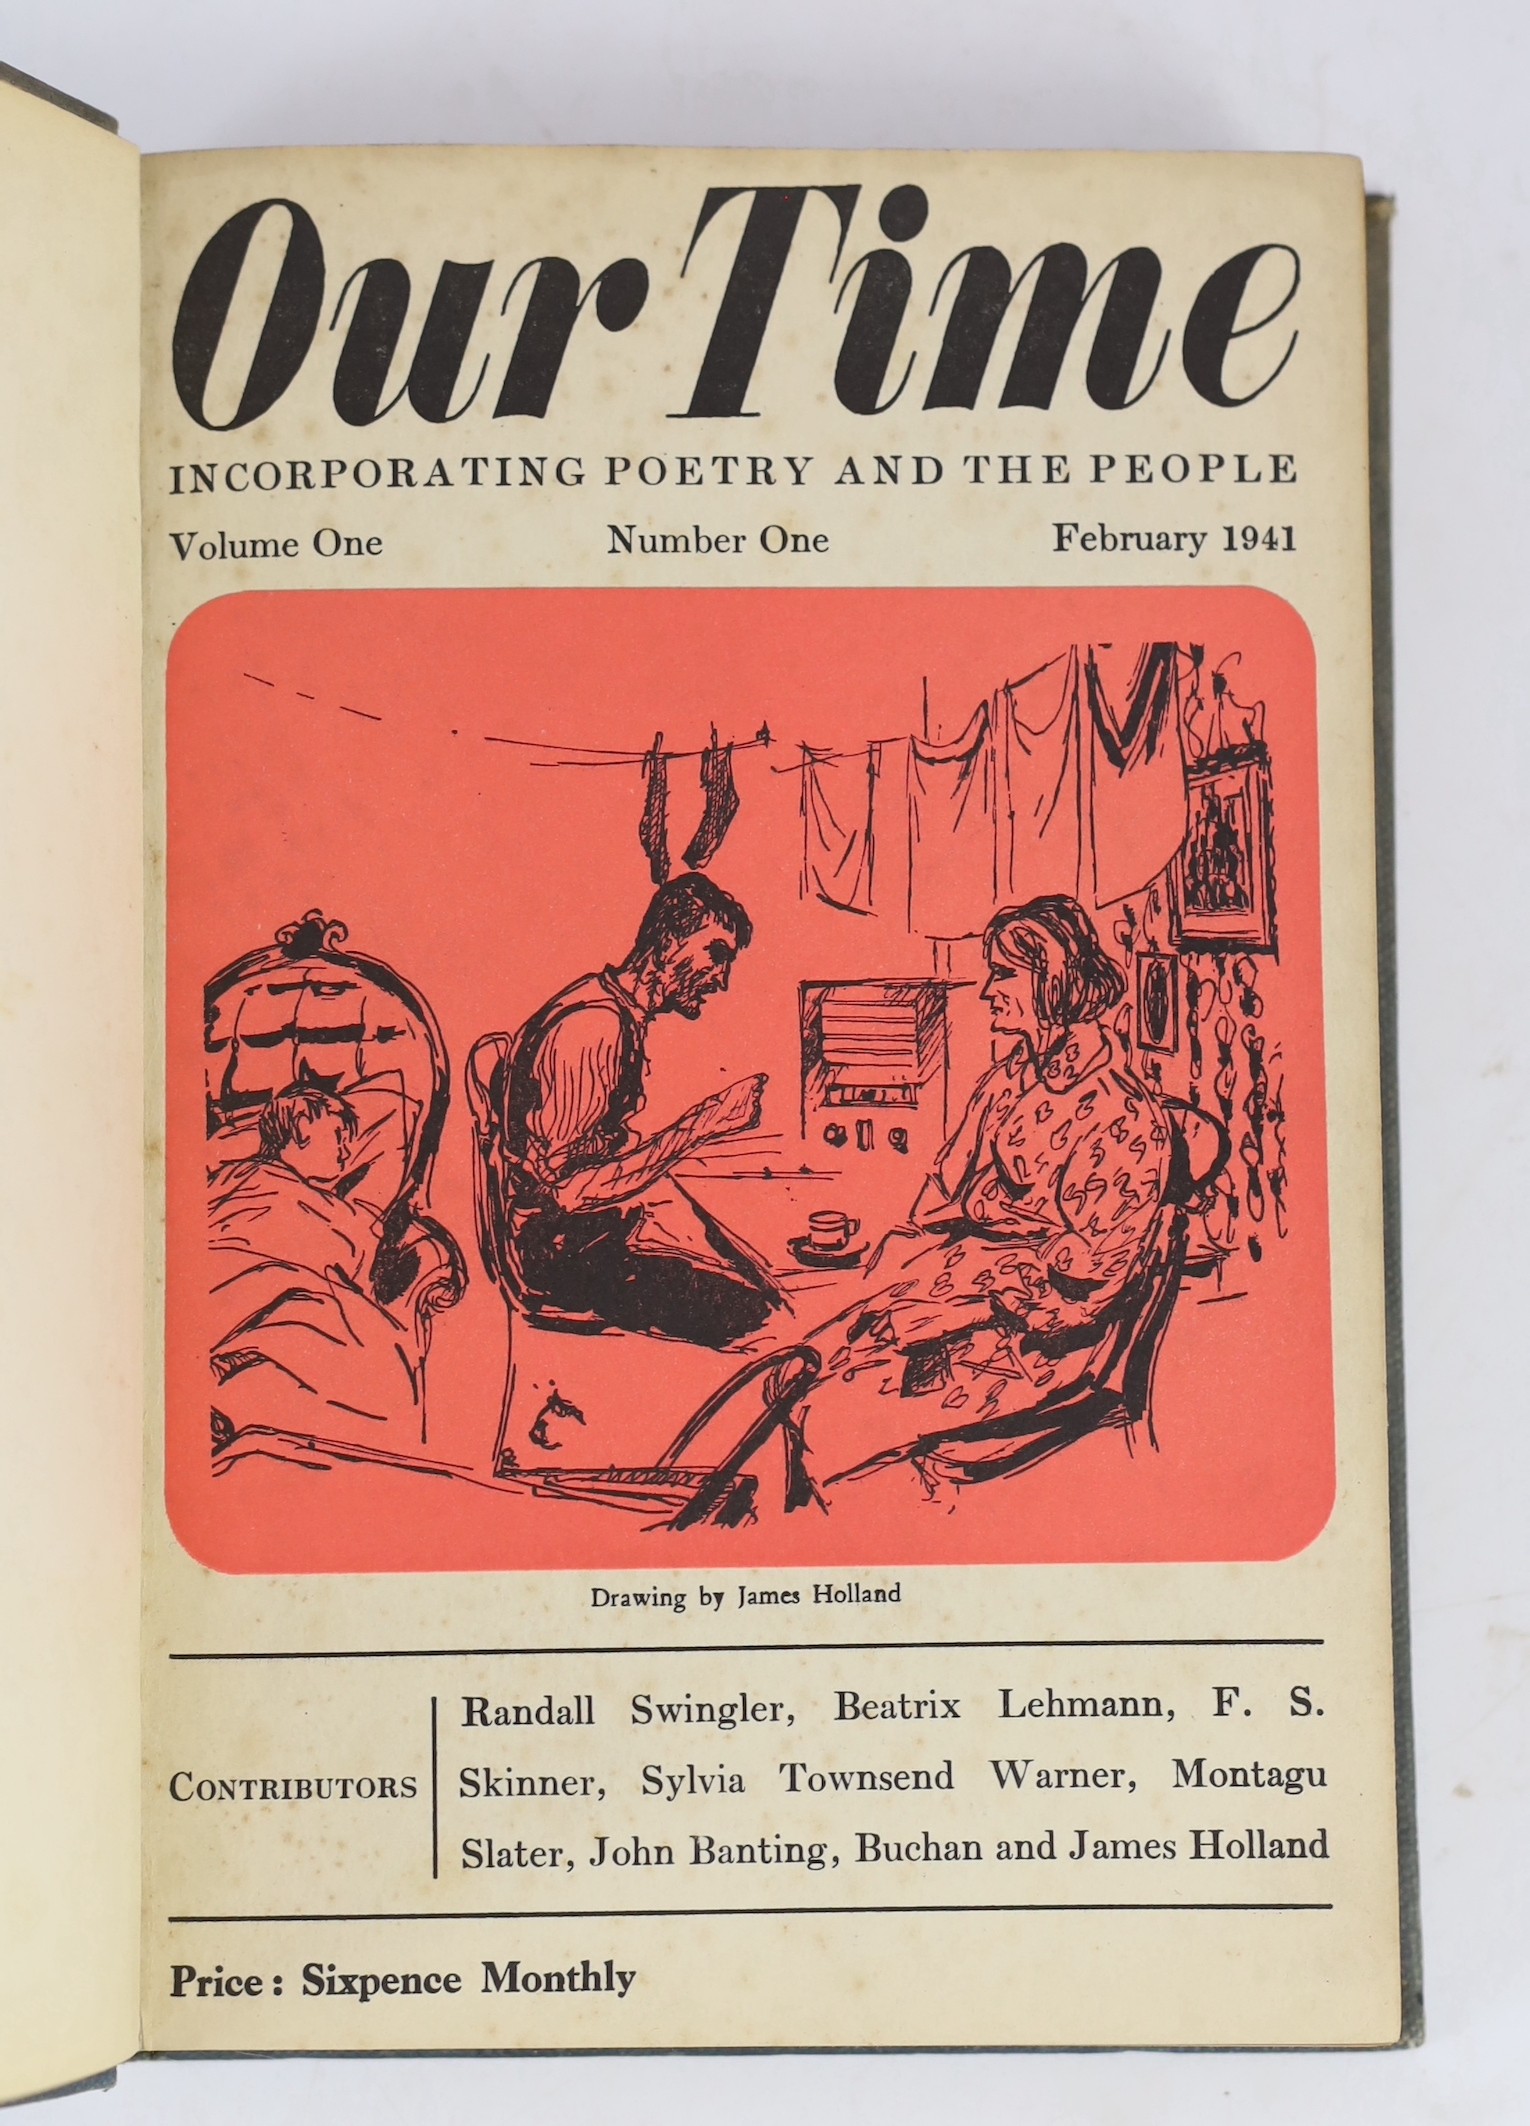 Our Time
INCORPORATING POETRY AND THE PEOPLE
Volume One Number One February 1941
Drawing by James Holland
CONTRIBUTORS
Randall Swingler, Beatrix Lehmann, F. S.
Skinner, Sylvia Townsend Warner, Montagu
Slater, John Banting, Buchan and James Holland
Price: Sixpence Monthly